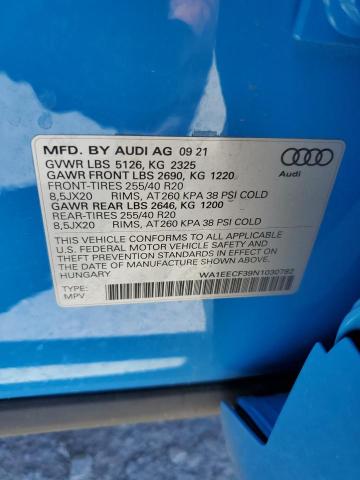 MFD. BY AUDI AG 09 21
GVWR LBS 5126, KG 2325
GAWR FRONT LBS 2690, KG 1220
FRONT-TIRES 255/40 R20
8,5JX20 RIMS, AT260 KPA 38 PSI COLD
GAWR REAR LBS 2646, KG 1200
REAR-TIRES 255/40 R20
8,5JX20 RIMS, AT260 KPA 38 PSI COLD
THIS VEHICLE CONFORMS TO ALL APPLICABLE
U.S. FEDERAL MOTOR VEHICLE SAFETY AND
THEFT PREVENTION STANDARDS IN EFFECT ON
THE DATE OF MANUFACTURE SHOWN ABOVE.
HUNGARY
WA1EECF39N1030782
TYPE:
MPV
Audi